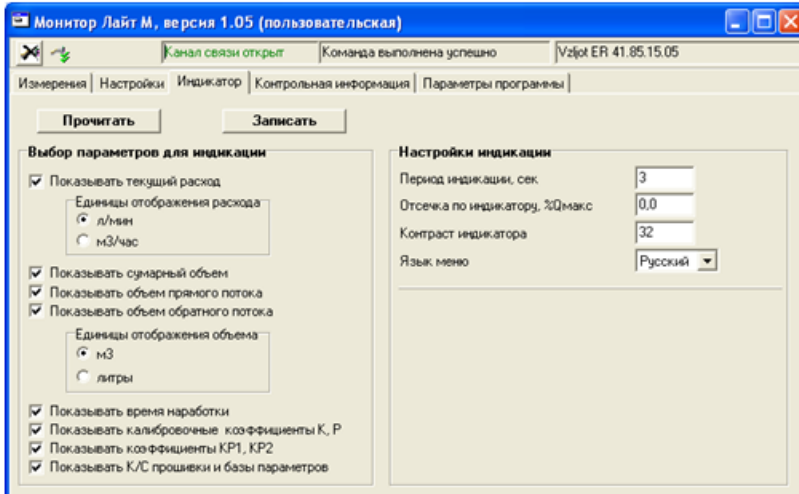 Монитор Лайт М, версия 1.05 (пользовательская)
Канал связи открыт Команда выполнена успешно Vzljot ER 41.85.15.05
Измерения Настройки Индикатор Контрольная информация Параметры программы
Прочитать Записать
Выбор параметров для индикации
Показывать текущий расход
Единицы отображения расхода
л/мин
м3/час
Показывать сумарный объем
Показывать объем прямого потока
Показывать объем обратного потока
Единицы отображения объема
м3
литры
Показывать время наработки
Показывать калибровочные коэффициенты К, Р
Показывать коэффициенты КР1, КР2
Показывать К/С прошивки и базы параметров
Настройки индикации
Период индикации, сек 3
Отсечка по индикатору, %Qмакс 0,0
Контраст индикатора 32
Язык меню Русский